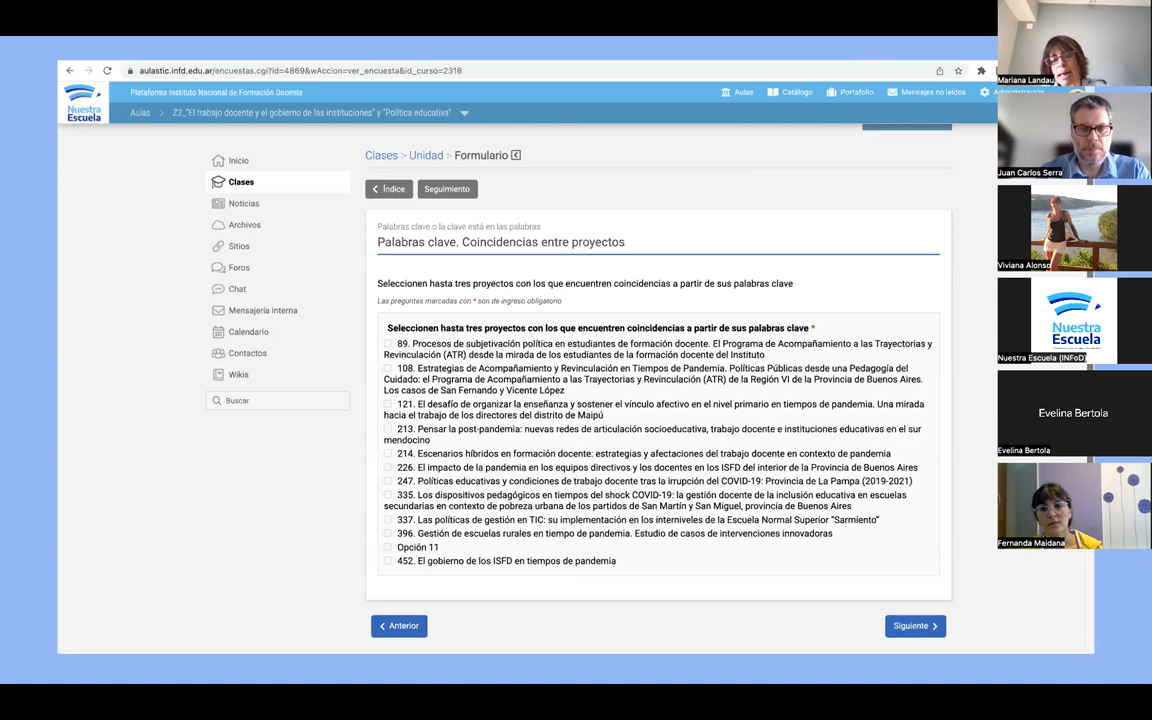 aulastic.infd.edu.ar/encuestas.cgi?id=4869&wAccion=ver_encuesta&id_curso=2318
Nuestra
Escuela
Plataforma Instituto Nacional de Formación Docente
Aulas
Catálogo
Portafolio
Mensajes no leídos
Administración
Aulas > Z2_"El trabajo docente y el gobierno de las instituciones" y "Política educativa"
Inicio
Clases
Noticias
Archivos
Sitios
Foros
Chat
Mensajería interna
Calendario
Contactos
Wikis
Buscar
Clases > Unidad > Formulario
Índice
Seguimiento
Palabras clave o la clave está en las palabras
Palabras clave. Coincidencias entre proyectos
Seleccionen hasta tres proyectos con los que encuentren coincidencias a partir de sus palabras clave
Las preguntas marcadas con * son de ingreso obligatorio
Seleccionen hasta tres proyectos con los que encuentren coincidencias a partir de sus palabras clave *
89. Procesos de subjetivación política en estudiantes de formación docente. El Programa de Acompañamiento a las Trayectorias y
Revinculación (ATR) desde la mirada de los estudiantes de la formación docente del Instituto
108. Estrategias de Acompañamiento y Revinculación en Tiempos de Pandemia. Políticas Públicas desde una Pedagogía del
Cuidado: el Programa de Acompañamiento a las Trayectorias y Revinculación (ATR) de la Región VI de la Provincia de Buenos Aires.
Los casos de San Fernando y Vicente López
121. El desafío de organizar la enseñanza y sostener el vínculo afectivo en el nivel primario en tiempos de pandemia. Una mirada
hacia el trabajo de los directores del distrito de Maipú
213. Pensar la post-pandemia: nuevas redes de articulación socioeducativa, trabajo docente e instituciones educativas en el sur
mendocino
214. Escenarios híbridos en formación docente: estrategias y afectaciones del trabajo docente en contexto de pandemia
226. El impacto de la pandemia en los equipos directivos y los docentes en los ISFD del interior de la Provincia de Buenos Aires
247. Políticas educativas y condiciones de trabajo docente tras la irrupción del COVID-19: Provincia de La Pampa (2019-2021)
335. Los dispositivos pedagógicos en tiempos del shock COVID-19: la gestión docente de la inclusión educativa en escuelas
secundarias en contexto de pobreza urbana de los partidos de San Martín y San Miguel, provincia de Buenos Aires
337. Las políticas de gestión en TIC: su implementación en los interniveles de la Escuela Normal Superior "Sarmiento"
396. Gestión de escuelas rurales en tiempo de pandemia. Estudio de casos de intervenciones innovadoras
Opción 11
452. El gobierno de los ISFD en tiempos de pandemia
Anterior
Siguiente
Mariana Landau
Juan Carlos Serra
Viviana Alonso
Nuestra
Escuela
Nuestra Escuela (INFoD)
Evelina Bertola
Evelina Bertola
Fernanda Maidana